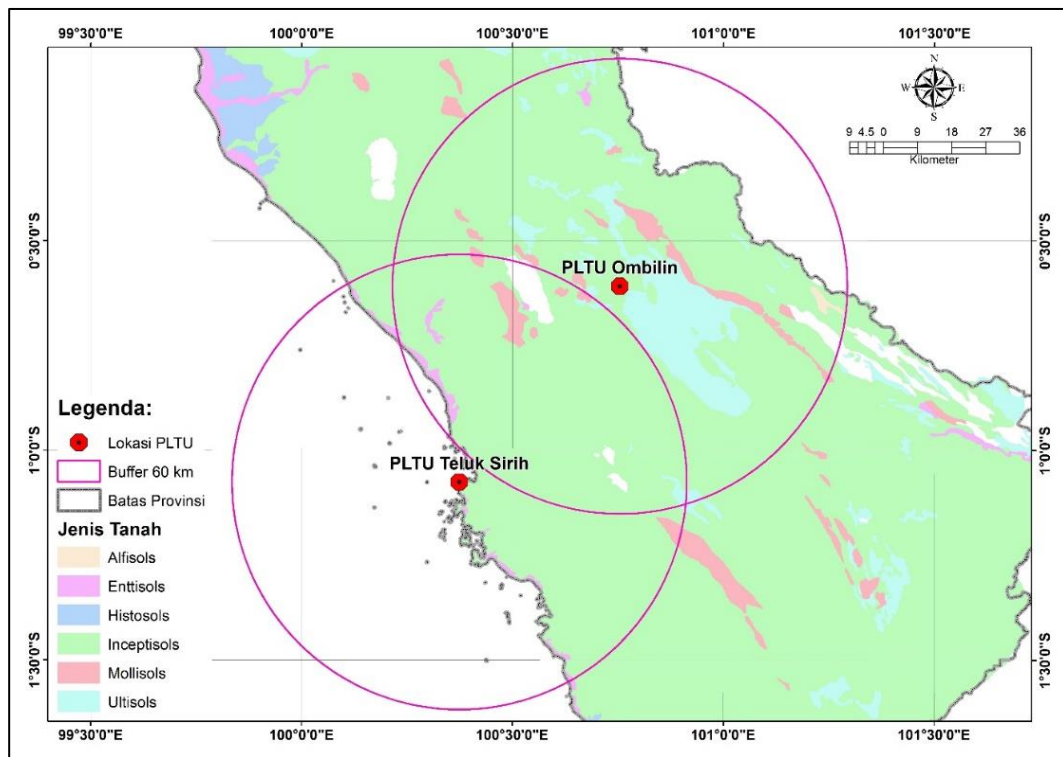 99°30'0"E 100°0'0"E 100°30'0"E 101°0'0"E 101°30'0"E
N
W E
S
9 4.5 0 9 18 27 36
Kilometer
0°30'0"S 0°30'0"S
PLTU Ombilin
Legenda:
Lokasi PLTU
1°0'0"S 1°0'0"S
PLTU Teluk Sirih
Buffer 60 km
Batas Provinsi
Jenis Tanah
Alfisols
Enttisols
Histosols
Inceptisols
Mollisols
1°30'0"S 1°30'0"S
Ultisols
99°30'0"E 100°0'0"E 100°30'0"E 101°0'0"E 101°30'0"E